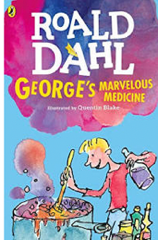 ROALD
DAHL
GEORGE'S MARVELOUS
MEDICINE
Illustrated by Quentin Blake